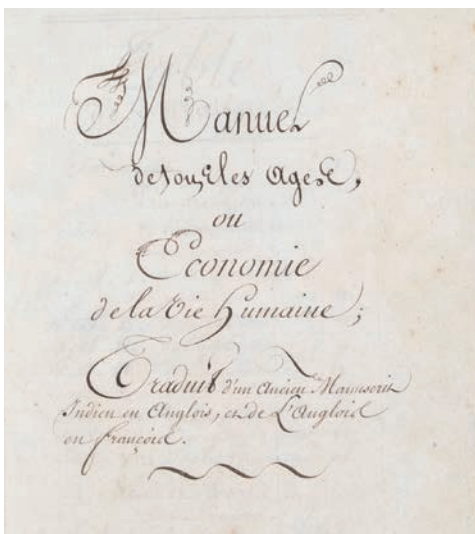 Manuel
de tous les Ages,
ou
Economie
de la Vie humaine;
Traduit d'un Ancien Manuscrit
Indien en Anglois, et de L'Anglois
en françois.